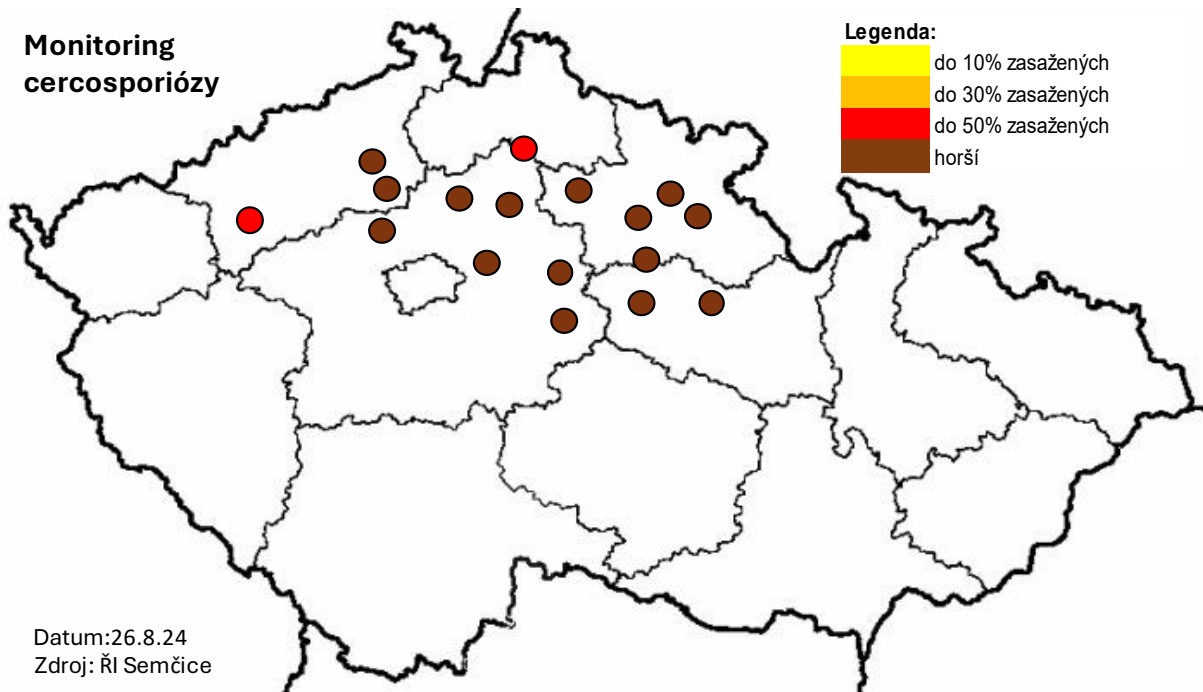 Monitoring
cercosporiózy
Legenda:
do 10% zasažených
do 30% zasažených
do 50% zasažených
horší
Datum:26.8.24
Zdroj: ŘI Semčice